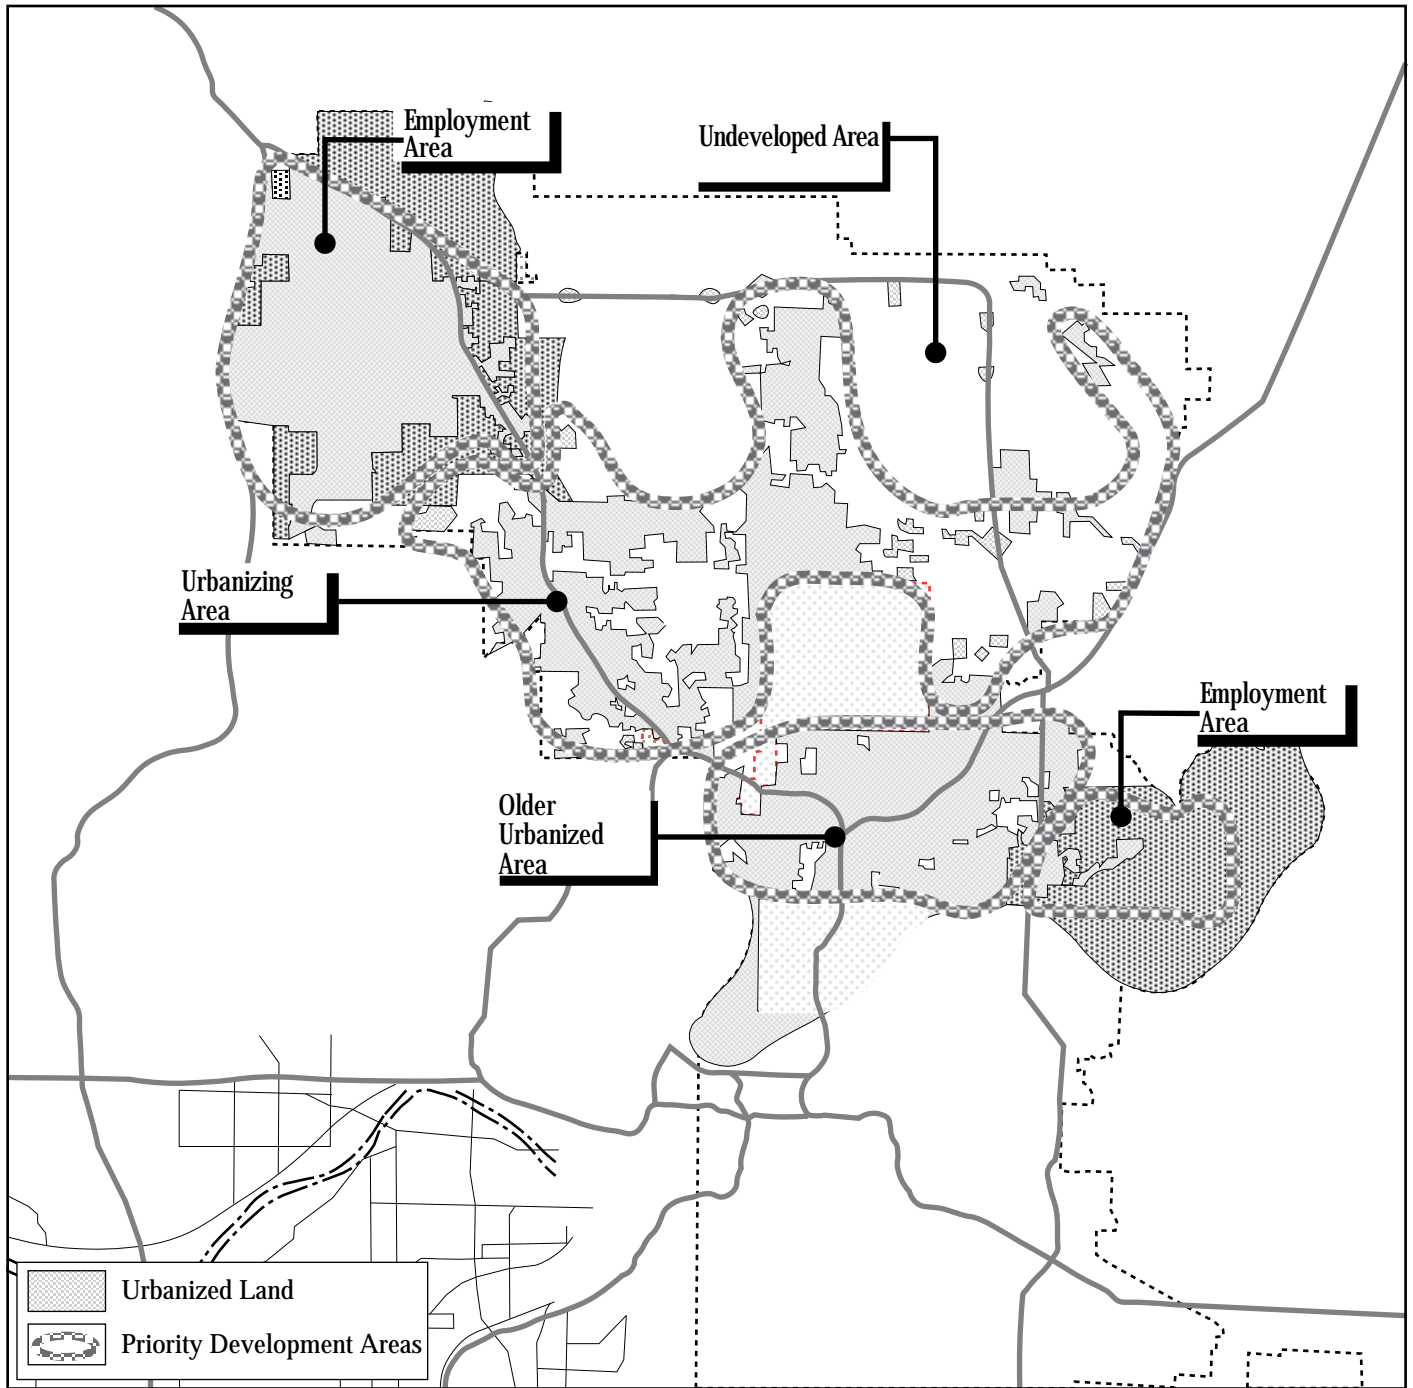 Employment
Area
Undeveloped Area
Urbanizing
Area
Employment
Area
Older
Urbanized
Area
Urbanized Land
Priority Development Areas